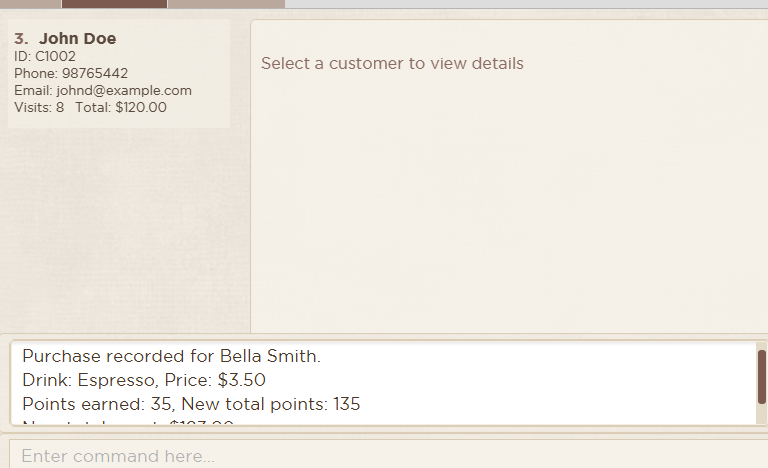 3. John Doe
ID: C1002
Phone: 98765442
Email: johnd@example.com
Visits: 8 Total: $120.00
Select a customer to view details
Purchase recorded for Bella Smith.
Drink: Espresso, Price: $3.50
Points earned: 35, New total points: 135
Enter command here...